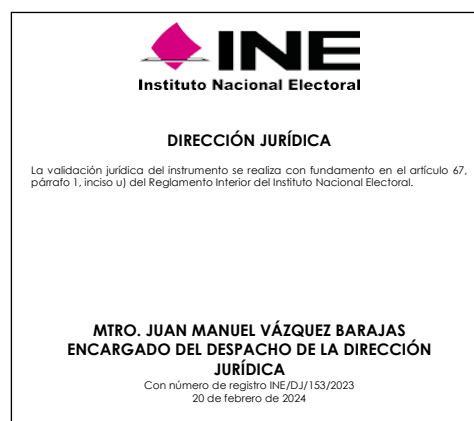 INE
Instituto Nacional Electoral
DIRECCIÓN JURÍDICA
La validación jurídica del instrumento se realiza con fundamento en el artículo 67,
párrafo 1, inciso u) del Reglamento Interior del Instituto Nacional Electoral.
MTRO. JUAN MANUEL VÁZQUEZ BARAJAS
ENCARGADO DEL DESPACHO DE LA DIRECCIÓN
JURÍDICA
Con número de registro INE/DJ/153/2023
20 de febrero de 2024